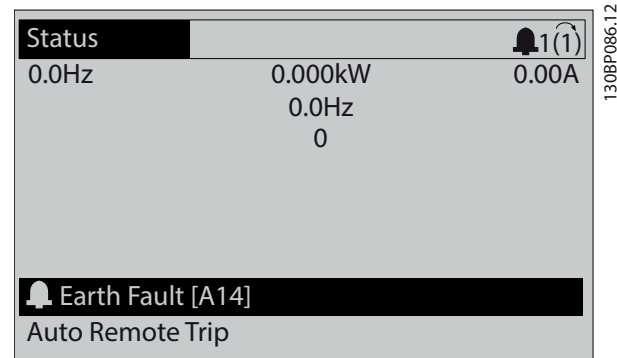 Status 1(1)
0.0Hz 0.000kW 0.00A
0.0Hz
0
Earth Fault [A14]
Auto Remote Trip
130BP086.12